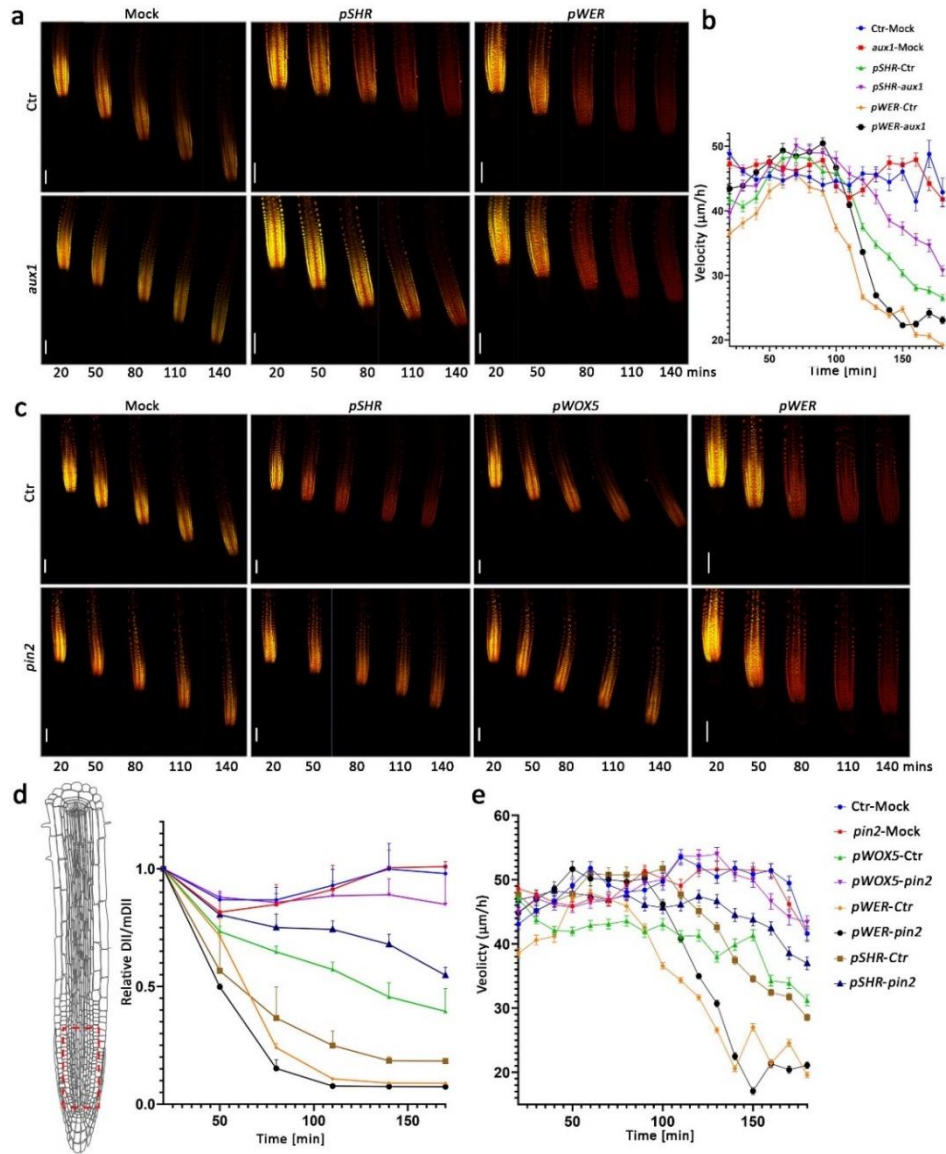 a
Mock
pSHR
pWER
Ctr
aux1
20 50 80 110 140 20 50 80 110 140 20 50 80 110 140 mins
b
Ctr-Mock
aux1-Mock
pSHR-Ctr
pSHR-aux1
pWER-Ctr
pWER-aux1
Velocity (µm/h)
50
40
30
20
50 100 150
Time [min]
c
Mock
pSHR
pWOX5
pWER
Ctr
pin2
20 50 80 110 140 20 50 80 110 140 20 50 80 110 140 20 50 80 110 140 mins
d
Relative DII/mDII
1.0
0.5
0.0
50 100 150
Time [min]
e
Veolicty (µm/h)
60
50
40
30
20
50 100 150
Time [min]
Ctr-Mock
pin2-Mock
pWOX5-Ctr
pWOX5-pin2
pWER-Ctr
pWER-pin2
pSHR-Ctr
pSHR-pin2